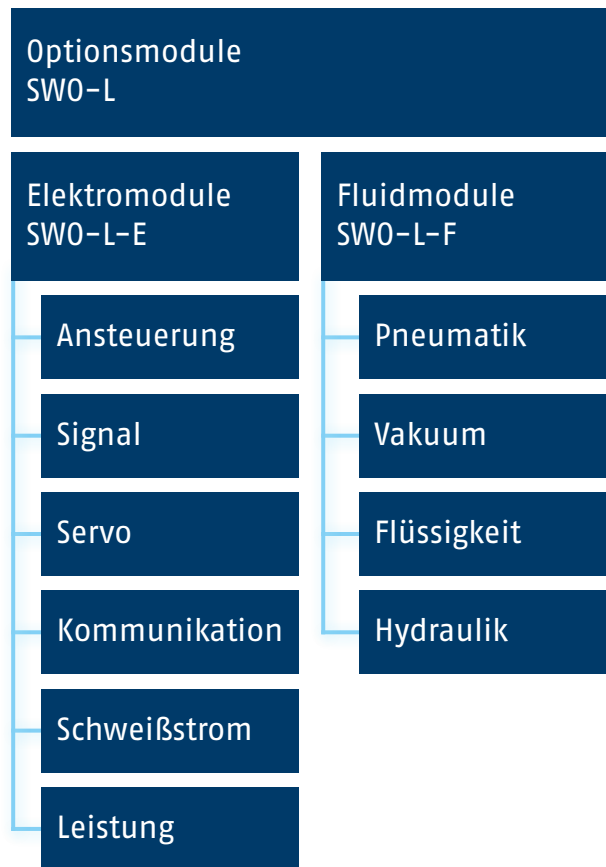 Optionsmodule
SWO-L
Elektromodule
SWO-L-E
Ansteuerung
Signal
Servo
Kommunikation
Schweißstrom
Leistung
Fluidmodule
SWO-L-F
Pneumatik
Vakuum
Flüssigkeit
Hydraulik